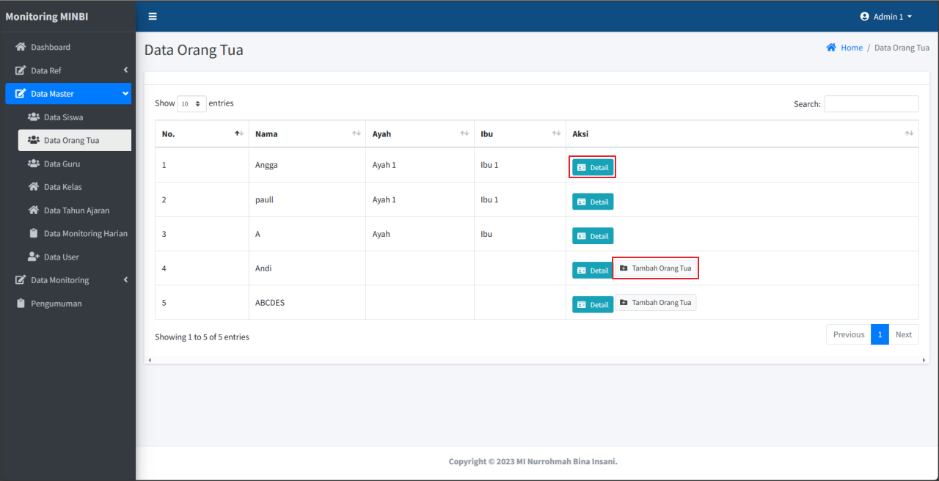 Monitoring MINBI
Admin 1
Dashboard
Data Ref
Data Master
Data Siswa
Data Orang Tua
Data Guru
Data Kelas
Data Tahun Ajaran
Data Monitoring Harian
Data User
Data Monitoring
Pengumuman
Data Orang Tua
Home / Data Orang Tua
Show 10 entries
Search:
No. Nama Ayah Ibu Aksi
1 Angga Ayah 1 Ibu 1 Detail
2 paull Ayah 1 Ibu 1 Detail
3 A Ayah Ibu Detail
4 Andi Detail Tambah Orang Tua
5 ABCDES Detail Tambah Orang Tua
Showing 1 to 5 of 5 entries
Previous 1 Next
Copyright © 2023 MI Nurrohmah Bina Insani.